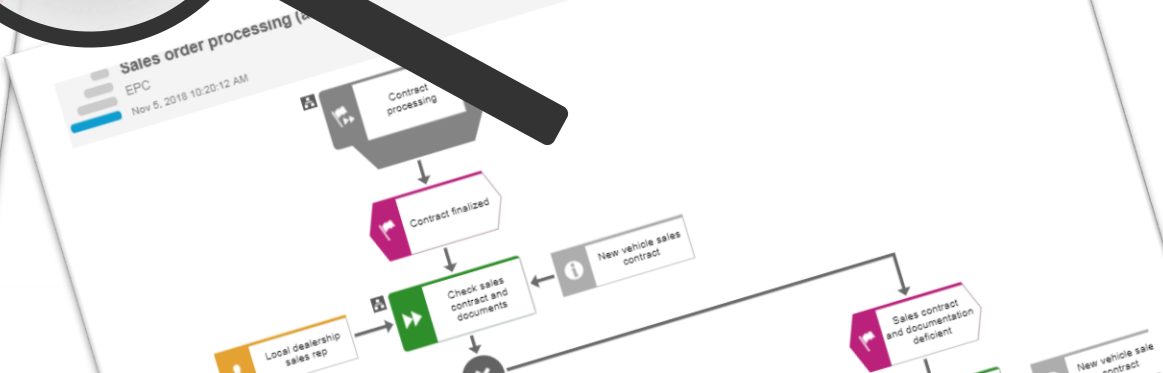 Sales order processing (a
EPC
Nov 5, 2018 10:20:12 AM
Contract
processing
Contract finalized
New vehicle sales
contract
Check sales
contract and
documents
Local dealership
sales rep
Sales contract
and documentation
deficient
New vehicle sale
contract